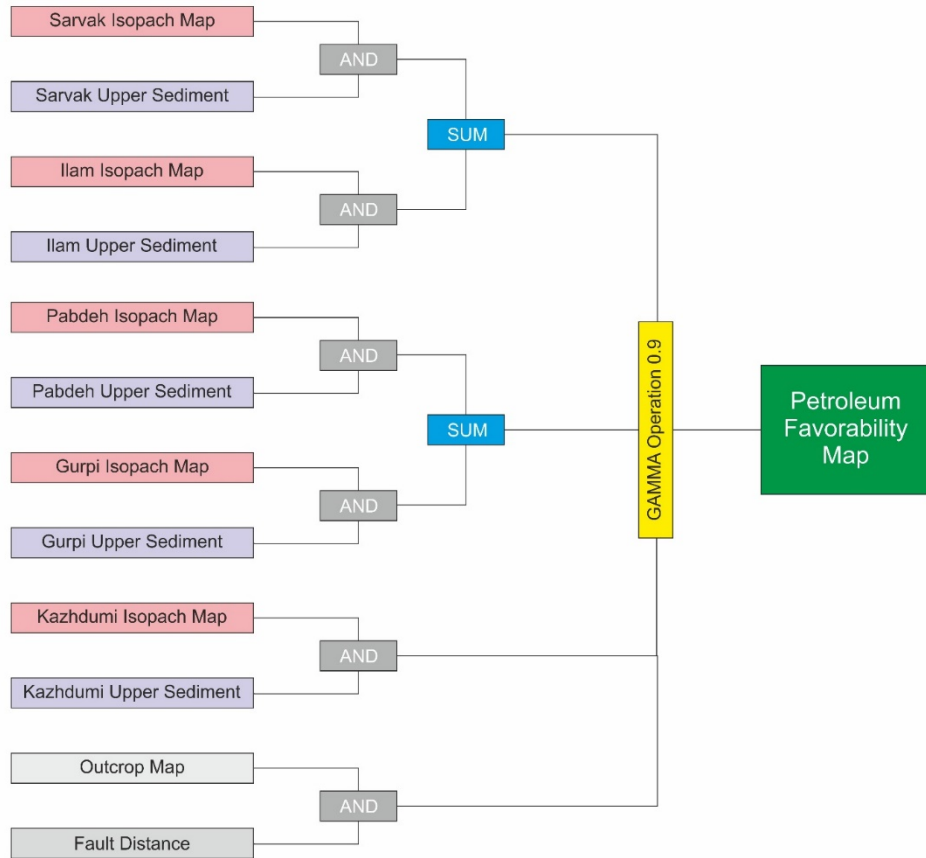 Sarvak Isopach Map
AND
Sarvak Upper Sediment
SUM
Ilam Isopach Map
AND
Ilam Upper Sediment
Pabdeh Isopach Map
AND
Pabdeh Upper Sediment
SUM
Gurpi Isopach Map
AND
Gurpi Upper Sediment
Kazhdumi Isopach Map
AND
Kazhdumi Upper Sediment
Outcrop Map
AND
Fault Distance
GAMMA Operation 0.9
Petroleum
Favorability
Map